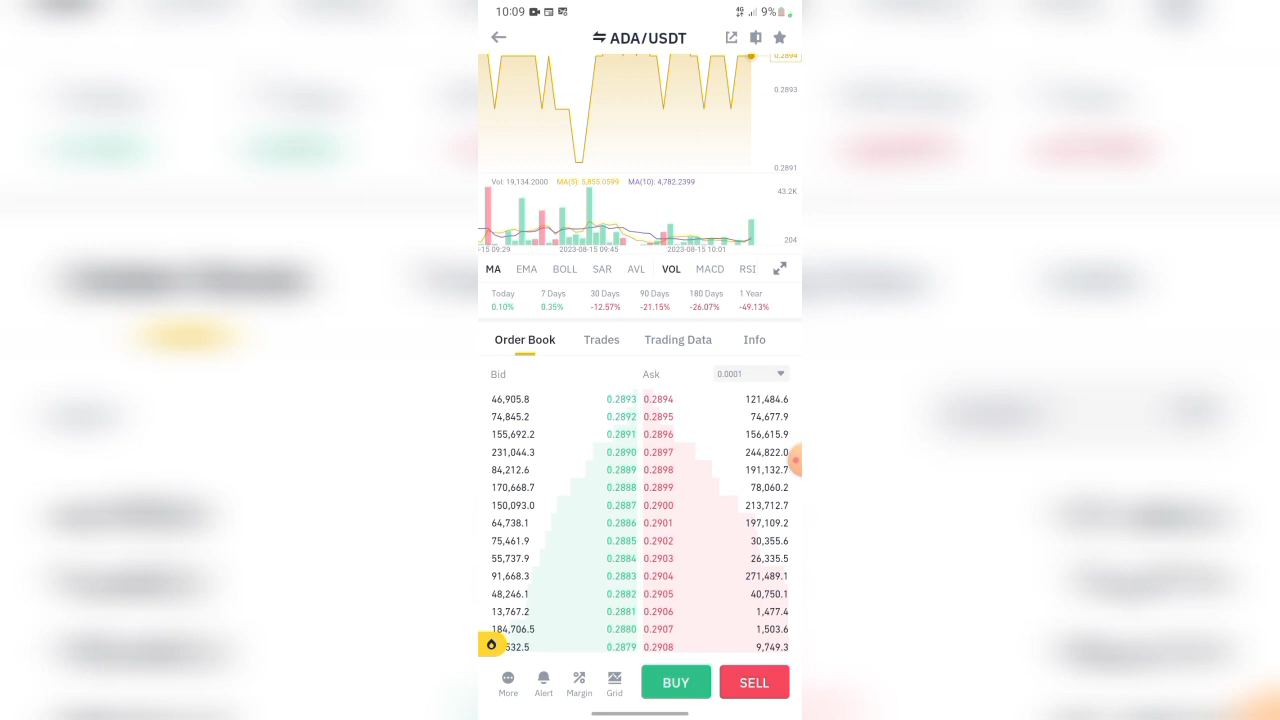 10:09 4G 9%
ADA/USDT
0.2894
0.2893
0.2891
Vol: 19,134.2000 MA(5): 5,855.0599 MA(10): 4,782.2399
43.2K
204
-15 09:29 2023-08-15 09:45 2023-08-15 10:01
MA EMA BOLL SAR AVL VOL MACD RSI
Today 7 Days 30 Days 90 Days 180 Days 1 Year
0.10% 0.35% -12.57% -21.15% -26.07% -49.13%
Order Book Trades Trading Data Info
Bid Ask 0.0001
46,905.8 0.2893 0.2894 121,484.6
74,845.2 0.2892 0.2895 74,677.9
155,692.2 0.2891 0.2896 156,615.9
231,044.3 0.2890 0.2897 244,822.0
84,212.6 0.2889 0.2898 191,132.7
170,668.7 0.2888 0.2899 78,060.2
150,093.0 0.2887 0.2900 213,712.7
64,738.1 0.2886 0.2901 197,109.2
75,461.9 0.2885 0.2902 30,355.6
55,737.9 0.2884 0.2903 26,335.5
91,668.3 0.2883 0.2904 271,489.1
48,246.1 0.2882 0.2905 40,750.1
13,767.2 0.2881 0.2906 1,477.4
184,706.5 0.2880 0.2907 1,503.6
532.5 0.2879 0.2908 9,749.3
More Alert Margin Grid BUY SELL